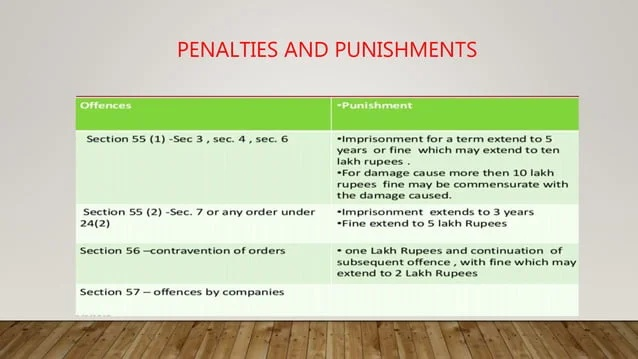 PENALTIES AND PUNISHMENTS
Offences
•Punishment
Section 55 (1) -Sec 3 , sec. 4 , sec. 6
•Imprisonment for a term extend to 5
years or fine which may extend to ten
lakh rupees .
•For damage cause more then 10 lakh
rupees fine may be commensurate with
the damage caused.
Section 55 (2) -Sec. 7 or any order under
24(2)
•Imprisonment extends to 3 years
•Fine extend to 5 lakh Rupees
Section 56 –contravention of orders
• one Lakh Rupees and continuation of
subsequent offence , with fine which may
extend to 2 Lakh Rupees
Section 57 – offences by companies